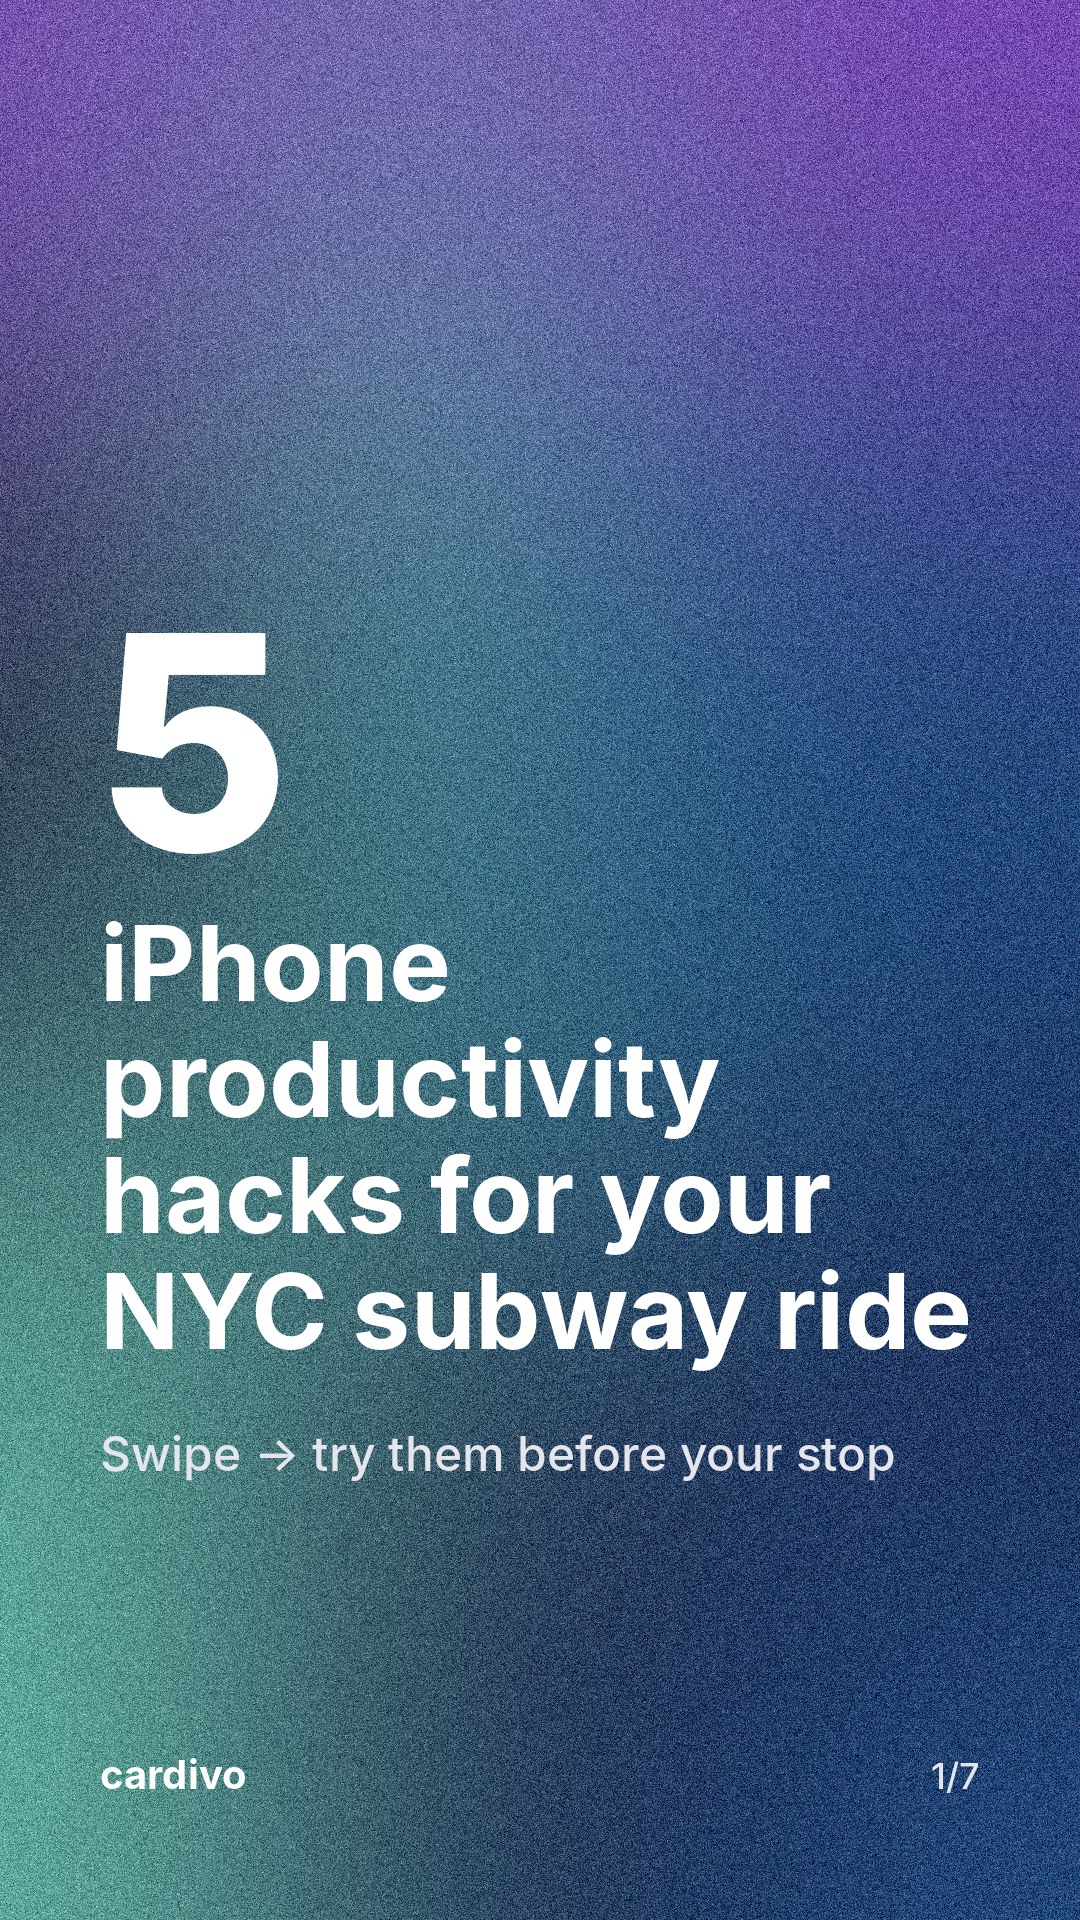 5
iPhone
productivity
hacks for your
NYC subway ride
Swipe → try them before your stop
cardivo
1/7